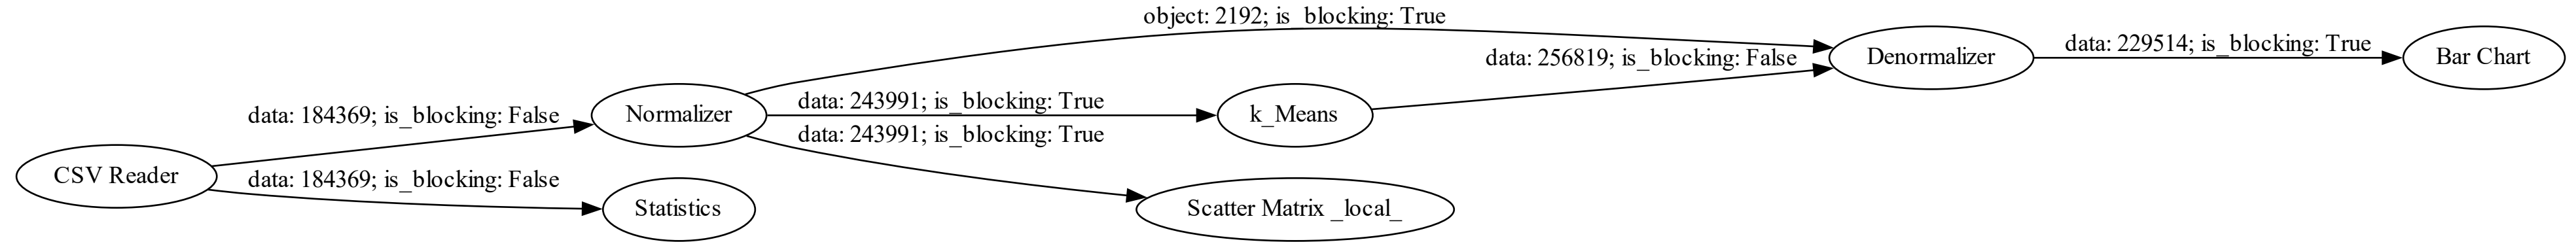 object: 2192; is_blocking: True
data: 256819; is_blocking: False
data: 229514; is_blocking: True
Denormalizer
Bar Chart
data: 243991; is_blocking: True
data: 184369; is_blocking: False
Normalizer
k_Means
data: 243991; is_blocking: True
CSV Reader
data: 184369; is_blocking: False
Statistics
Scatter Matrix _local_